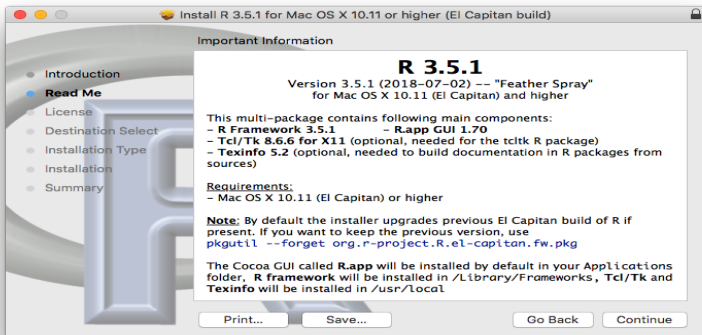 Install R 3.5.1 for Mac OS X 10.11 or higher (El Capitan build)
Important Information
Introduction
Read Me
License
Destination Select
Installation Type
Installation
Summary
R 3.5.1
Version 3.5.1 (2018-07-02) -- "Feather Spray"
for Mac OS X 10.11 (El Capitan) and higher
This multi-package contains following main components:
- R Framework 3.5.1 - R.app GUI 1.70
- Tcl/Tk 8.6.6 for X11 (optional, needed for the tcltk R package)
- Texinfo 5.2 (optional, needed to build documentation in R packages from
sources)
Requirements:
- Mac OS X 10.11 (El Capitan) or higher
Note: By default the installer upgrades previous El Capitan build of R if
present. If you want to keep the previous version, use
pkgutil --forget org.r-project.R.el-capitan.fw.pkg
The Cocoa GUI called R.app will be installed by default in your Applications
folder, R framework will be installed in /Library/Frameworks, Tcl/Tk and
Texinfo will be installed in /usr/local
Print... Save... Go Back Continue